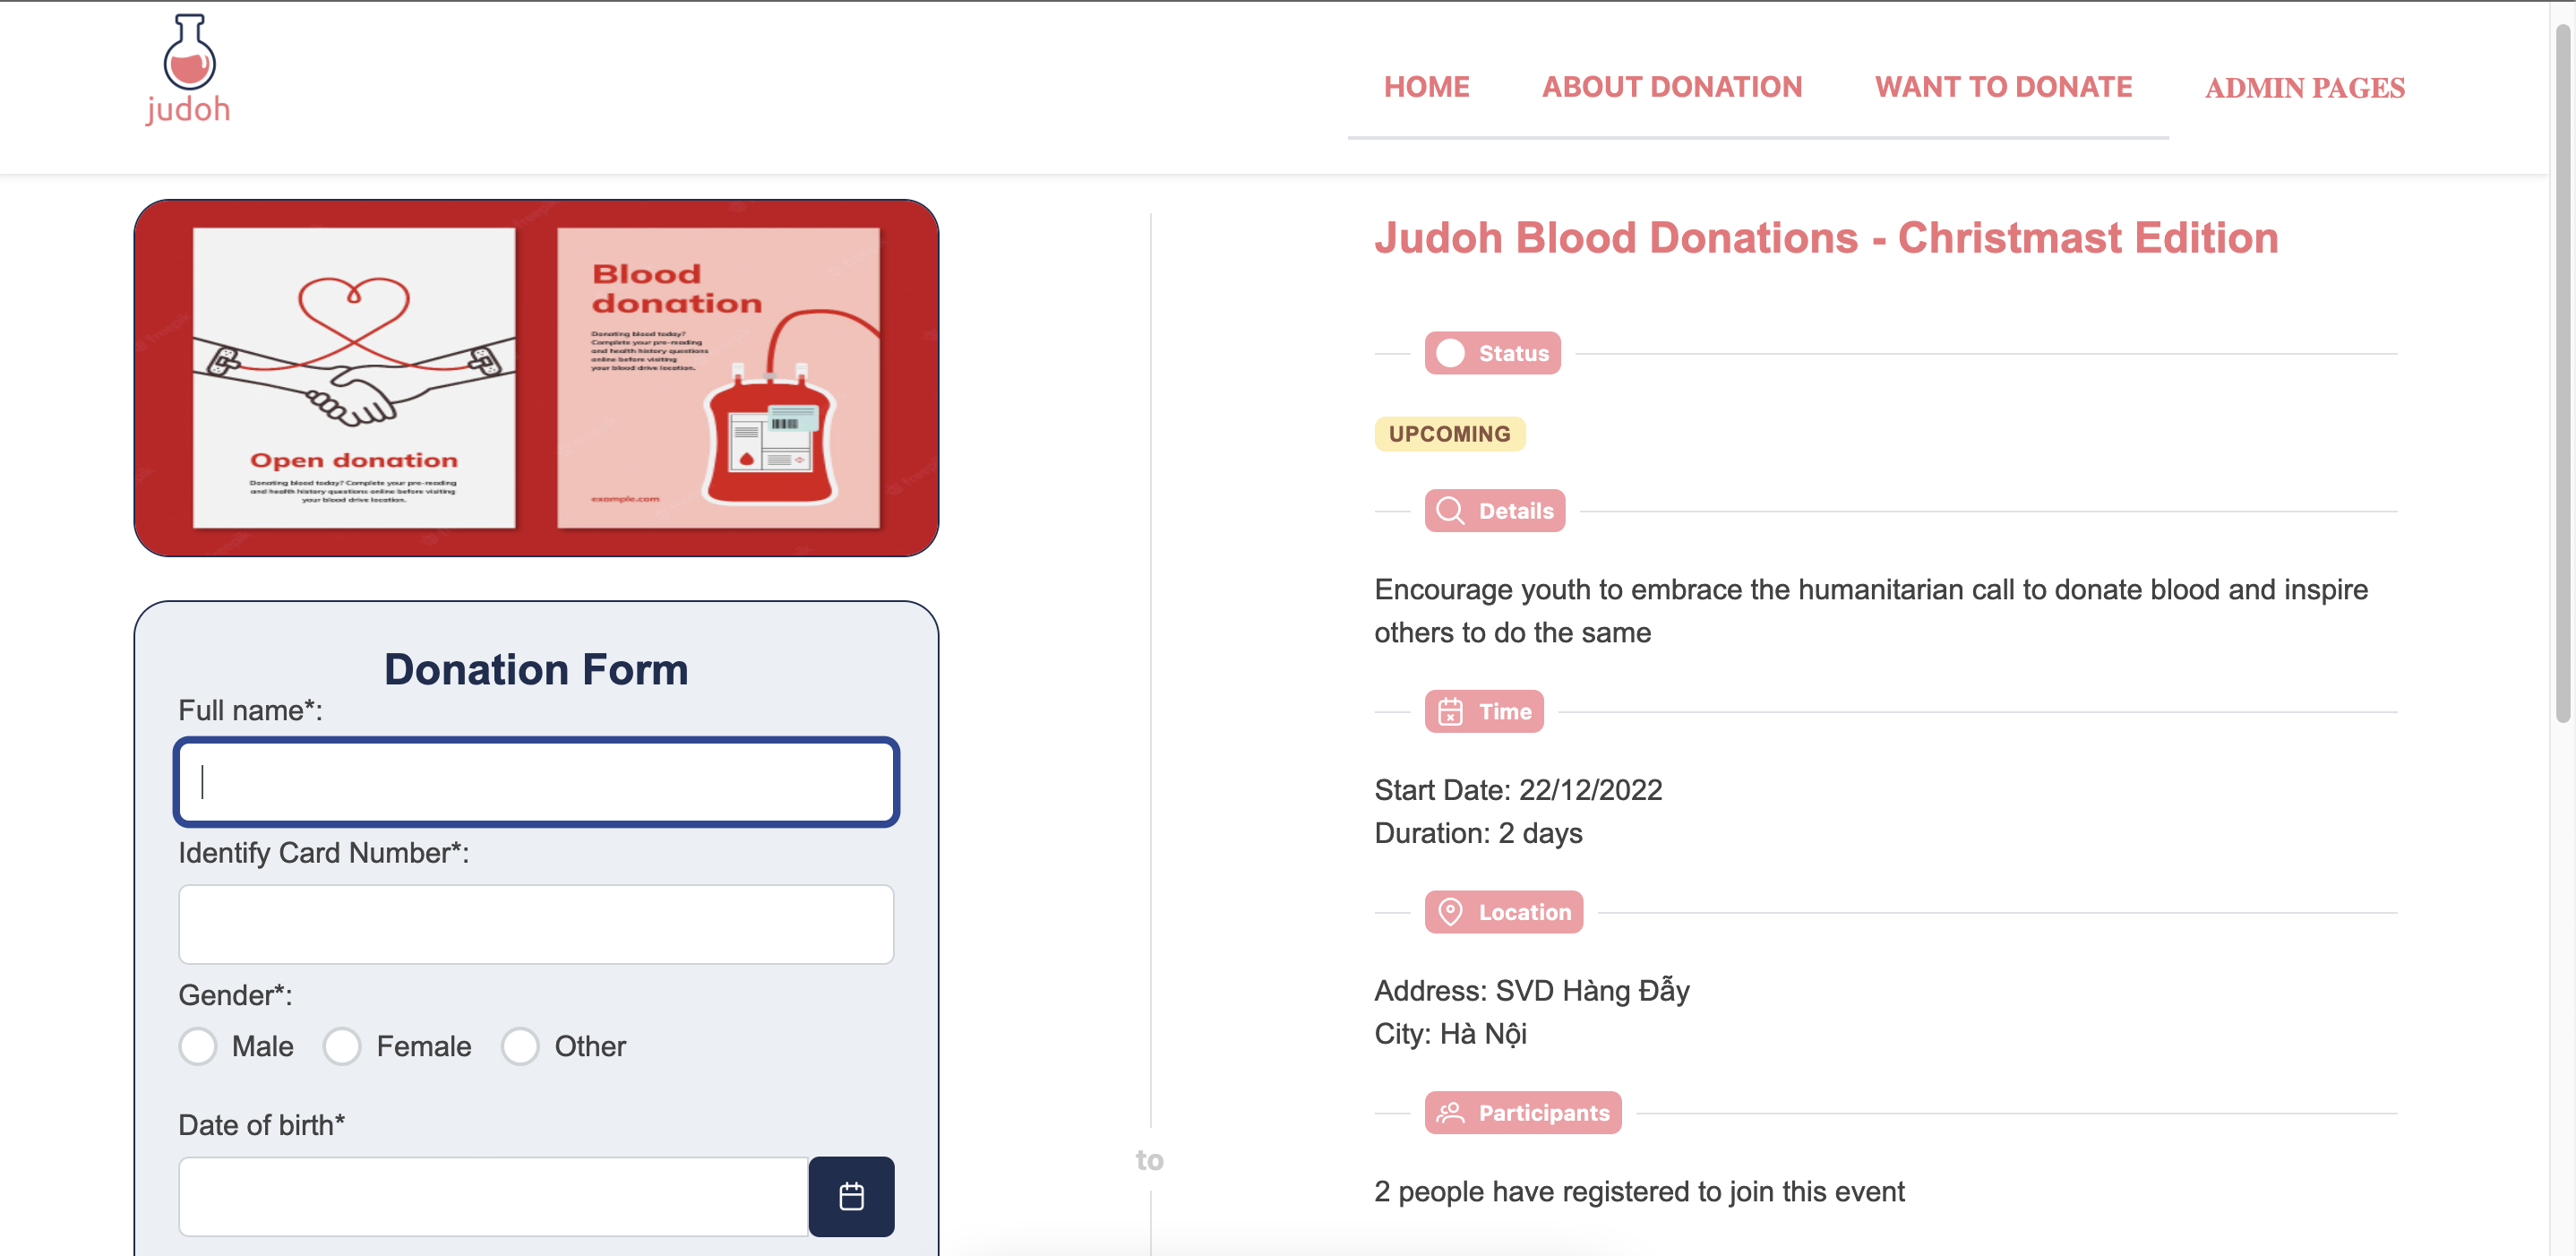 judoh
HOME
ABOUT DONATION
WANT TO DONATE
ADMIN PAGES
Open donation
Donating blood today? Complete your pre-reading
and health history questions online before visiting
your blood drive location.
Blood
donation
Donating blood today?
Complete your pre-reading
and health history questions
online before visiting
your blood drive location.
example.com
Donation Form
Full name*:
Identify Card Number*:
Gender*:
Male
Female
Other
Date of birth*
to
Judoh Blood Donations - Christmast Edition
Status
UPCOMING
Details
Encourage youth to embrace the humanitarian call to donate blood and inspire
others to do the same
Time
Start Date: 22/12/2022
Duration: 2 days
Location
Address: SVD Hàng Đẫy
City: Hà Nội
Participants
2 people have registered to join this event